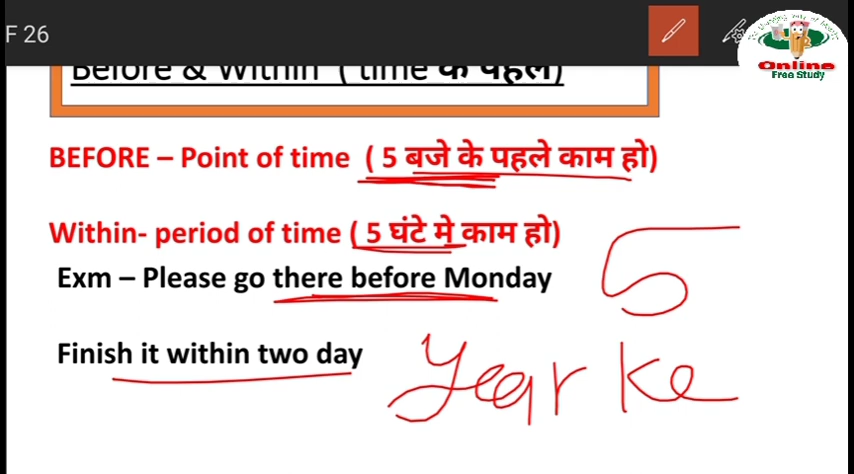 F 26
Online
Free Study
Before & Within ( time के पहले)
BEFORE – Point of time ( 5 बजे के पहले काम हो)
Within- period of time ( 5 घंटे मे काम हो)
Exm – Please go there before Monday
5
Finish it within two day
Year Ke